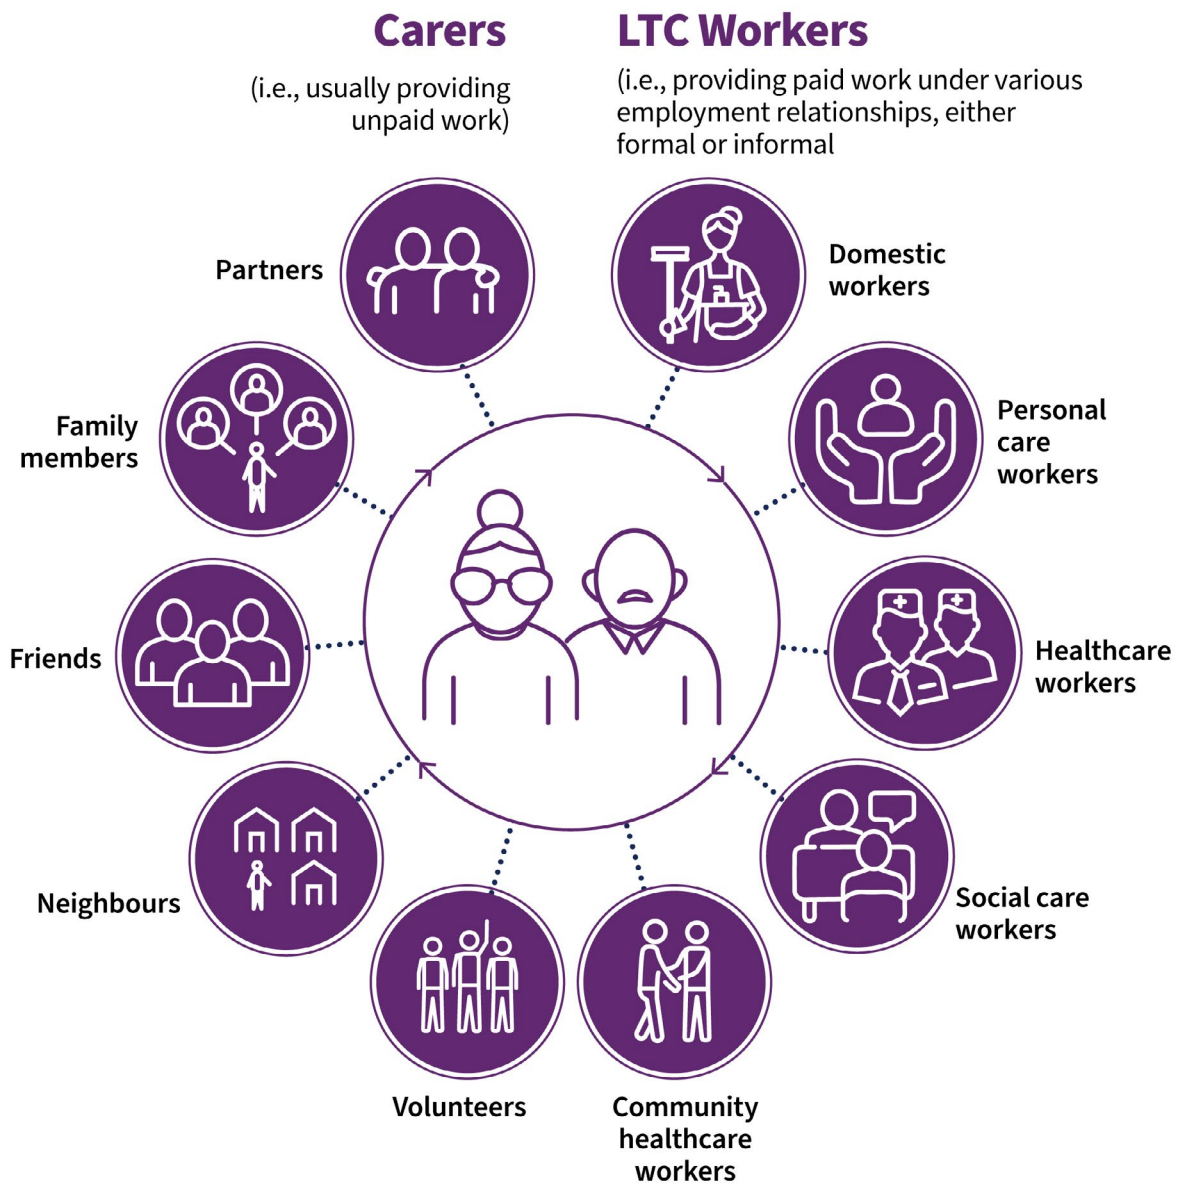 Carers
(i.e., usually providing
unpaid work)
LTC Workers
(i.e., providing paid work under various
employment relationships, either
formal or informal
Partners
Family
members
Friends
Neighbours
Volunteers
Domestic
workers
Personal
care
workers
Healthcare
workers
Social care
workers
Community
healthcare
workers